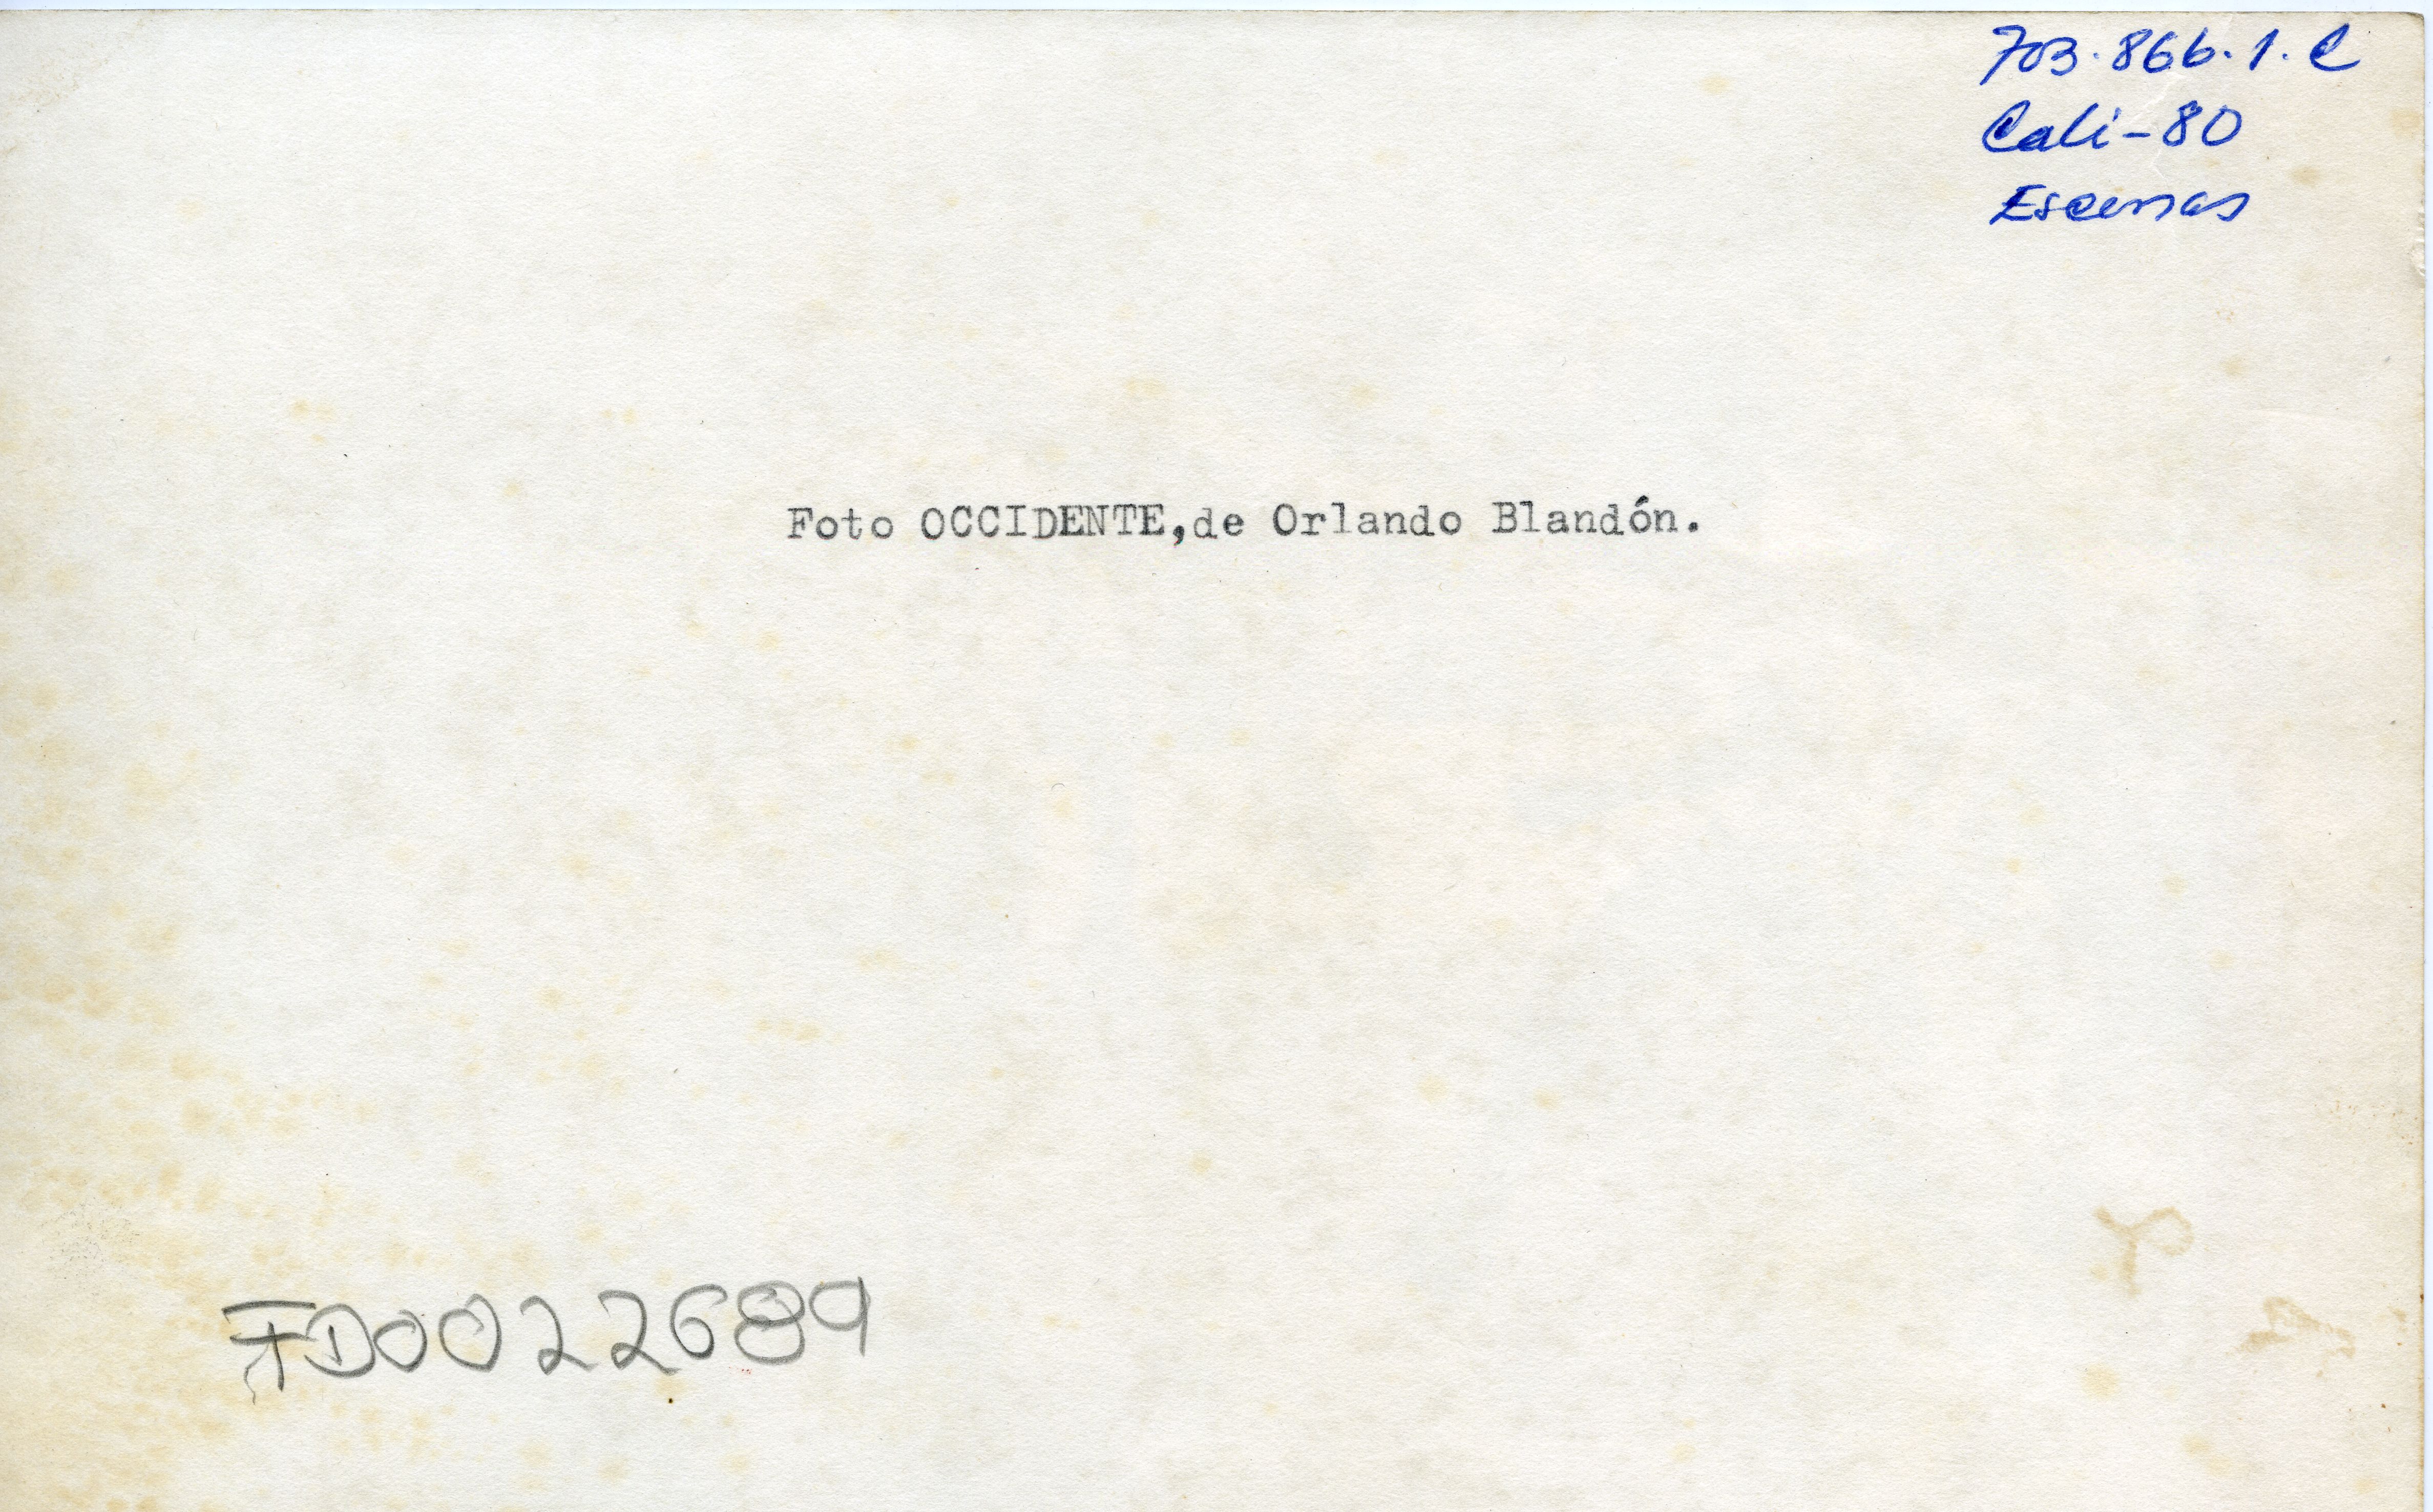 703.866.1.C
Cali-80
Escenas
Foto OCCIDENTE,de Orlando Blandón.
FD0022689